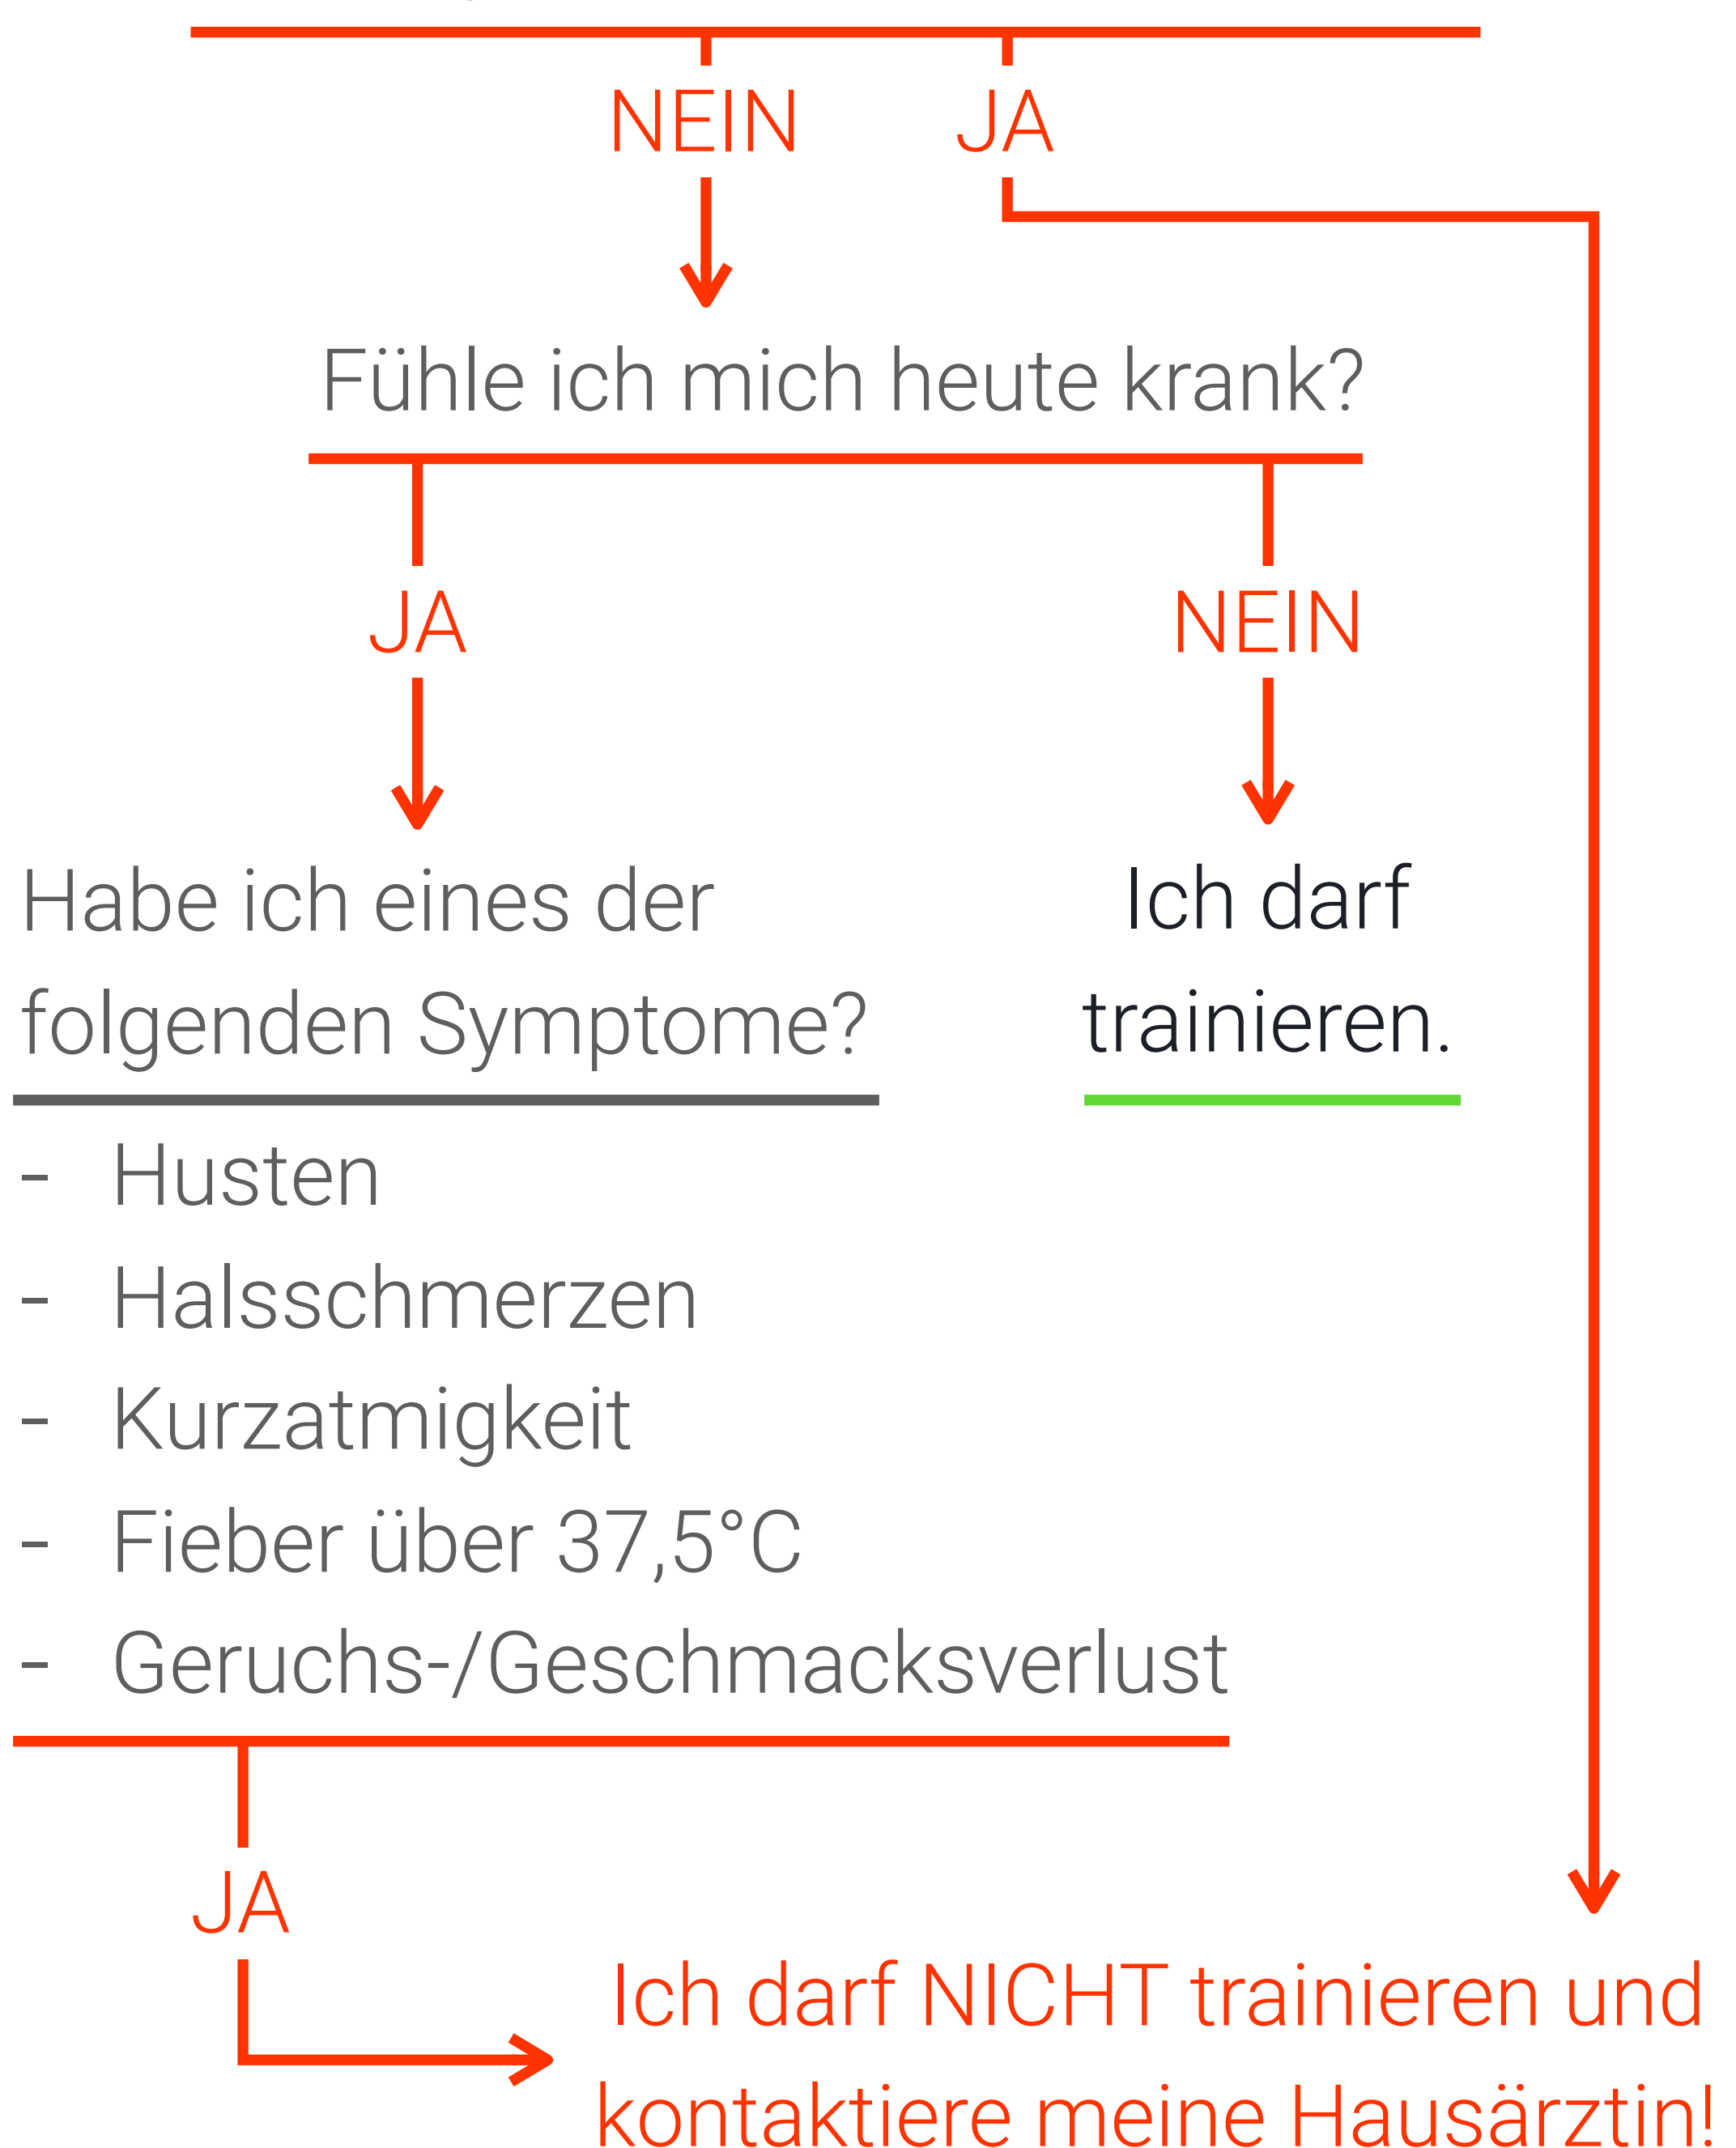 NEIN JA
Fühle ich mich heute krank?
JA NEIN
Habe ich eines der
folgenden Symptome?
Ich darf
trainieren.
- Husten
- Halsschmerzen
- Kurzatmigkeit
- Fieber über 37,5°C
- Geruchs-/Geschmacksverlust
JA
Ich darf NICHT trainieren und
kontaktiere meine Hausärztin!